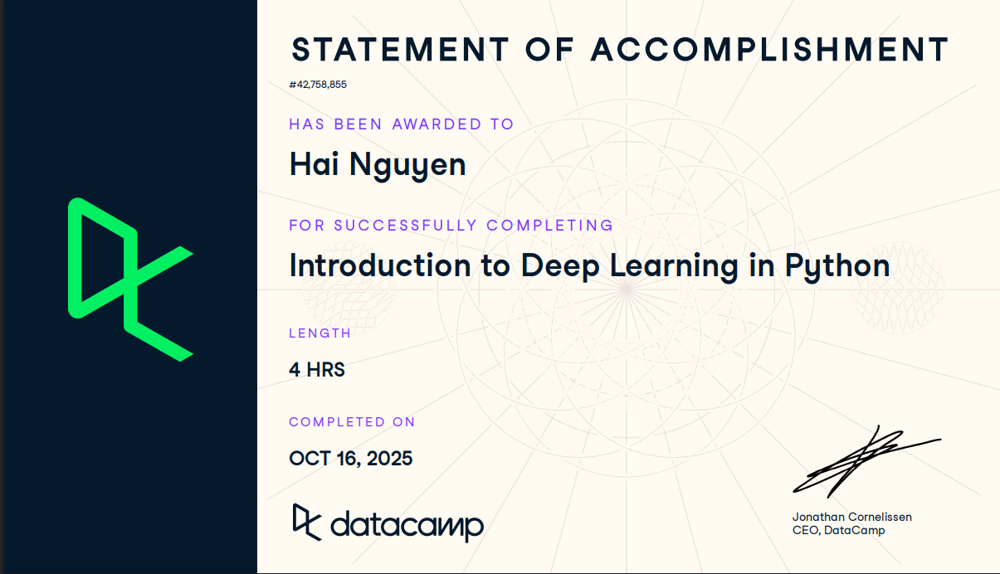 STATEMENT OF ACCOMPLISHMENT
#42,758,855
HAS BEEN AWARDED TO
Hai Nguyen
FOR SUCCESSFULLY COMPLETING
Introduction to Deep Learning in Python
LENGTH
4 HRS
COMPLETED ON
OCT 16, 2025
datacamp
Jonathan Cornelissen
CEO, DataCamp